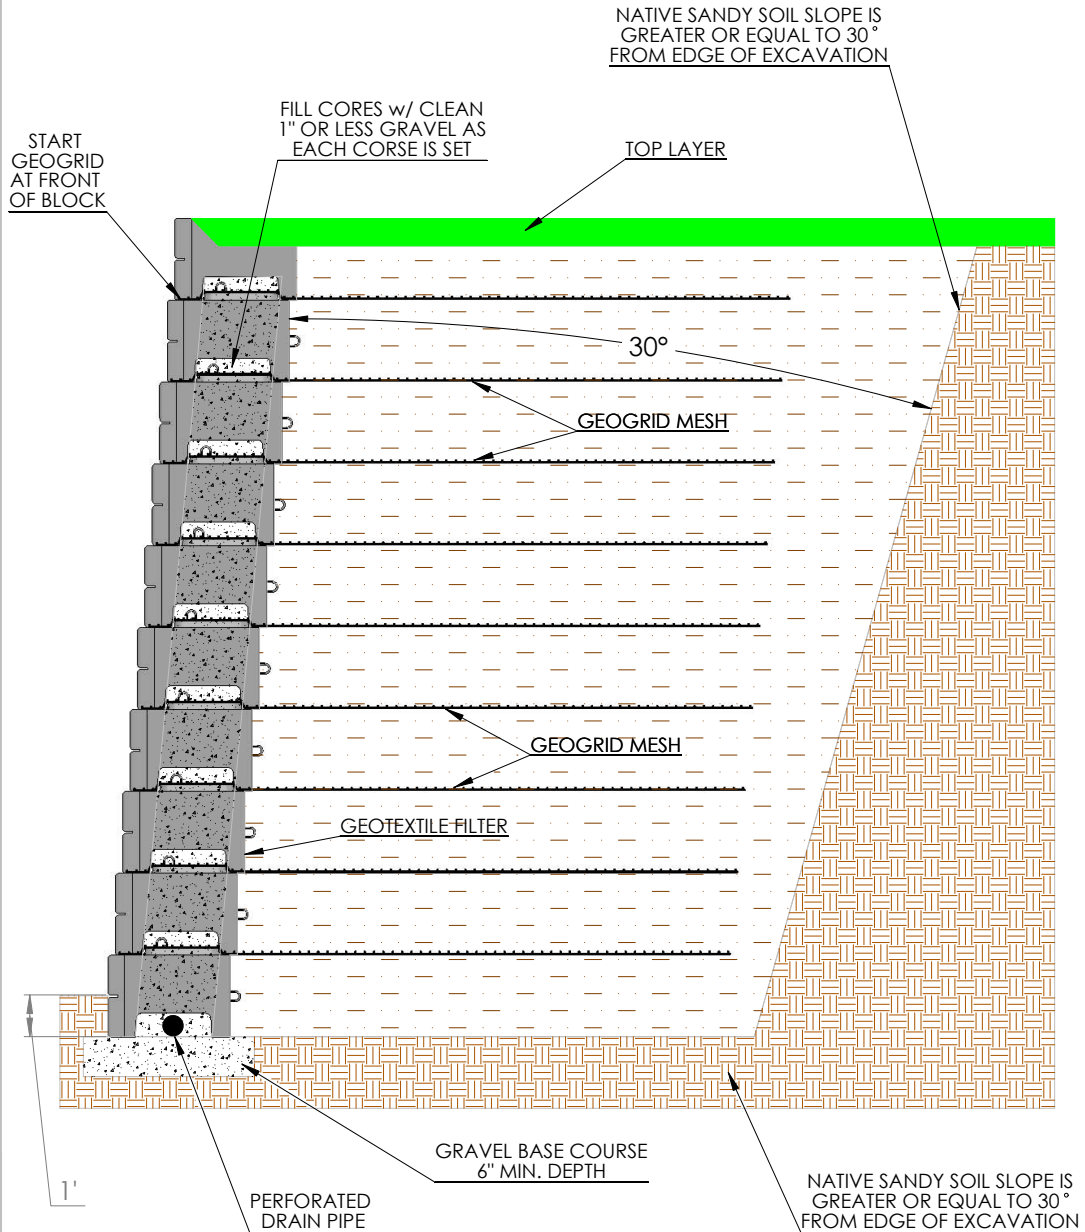 NATIVE SANDY SOIL SLOPE IS
GREATER OR EQUAL TO 30°
FROM EDGE OF EXCAVATION
FILL CORES w/ CLEAN
1" OR LESS GRAVEL AS
EACH CORSE IS SET
START
GEOGRID
AT FRONT
OF BLOCK
TOP LAYER
30°
GEOGRID MESH
GEOGRID MESH
GEOTEXTILE FILTER
GRAVEL BASE COURSE
6" MIN. DEPTH
1'
PERFORATED
DRAIN PIPE
NATIVE SANDY SOIL SLOPE IS
GREATER OR EQUAL TO 30°
FROM EDGE OF EXCAVATION